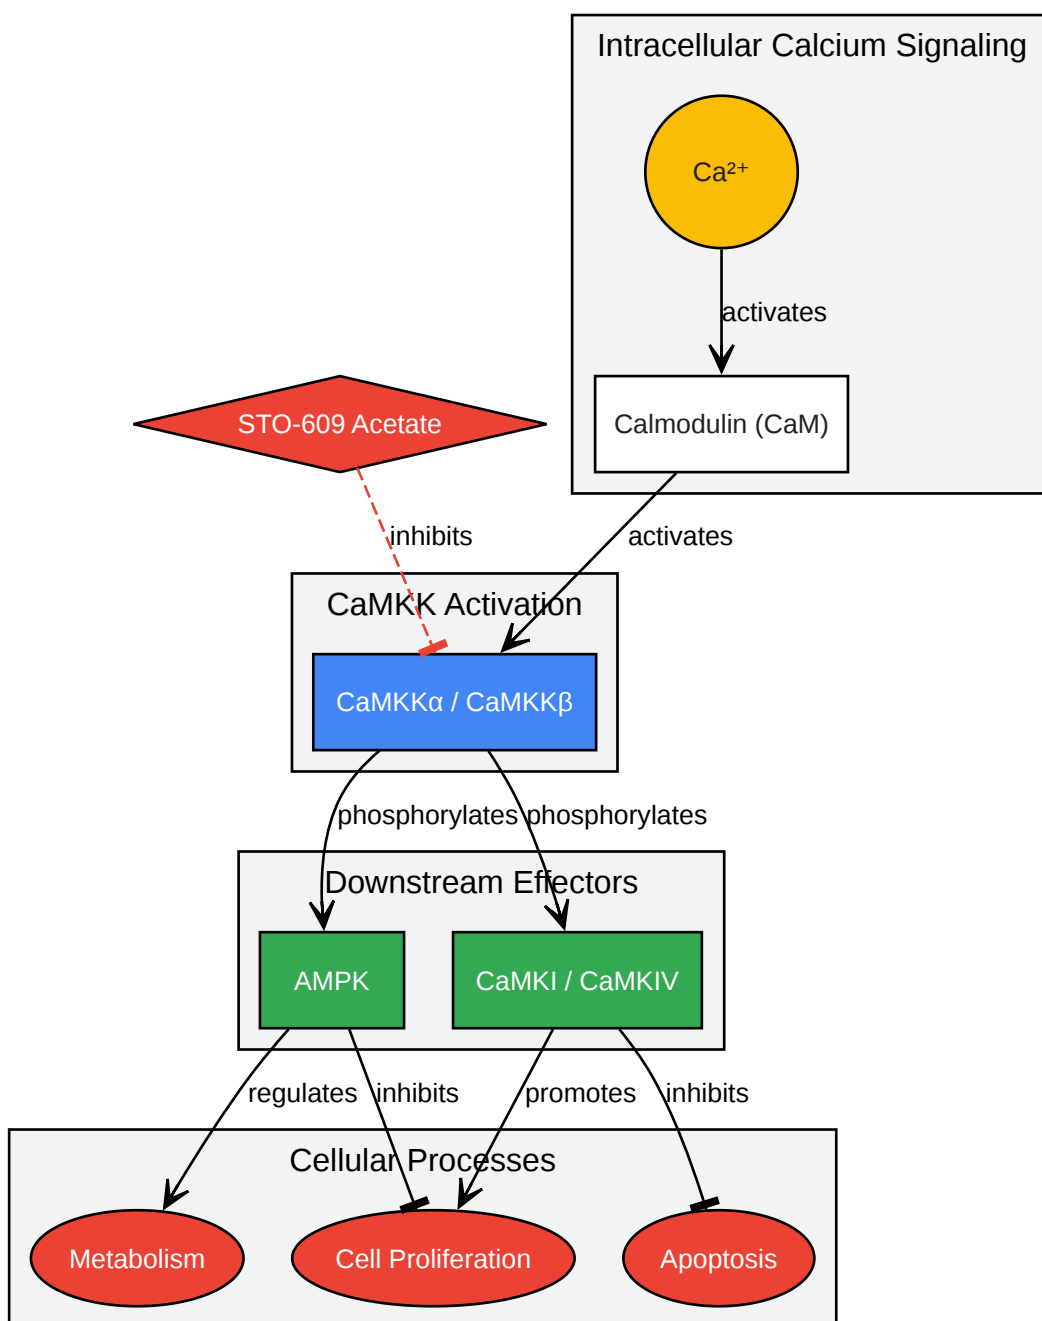 Intracellular Calcium Signaling
Ca²⁺
activates
STO-609 Acetate
Calmodulin (CaM)
inhibits
activates
CaMKK Activation
CaMKKα / CaMKKβ
phosphorylates
phosphorylates
Downstream Effectors
AMPK
CaMKI / CaMKIV
regulates
inhibits
promotes
inhibits
Cellular Processes
Metabolism
Cell Proliferation
Apoptosis